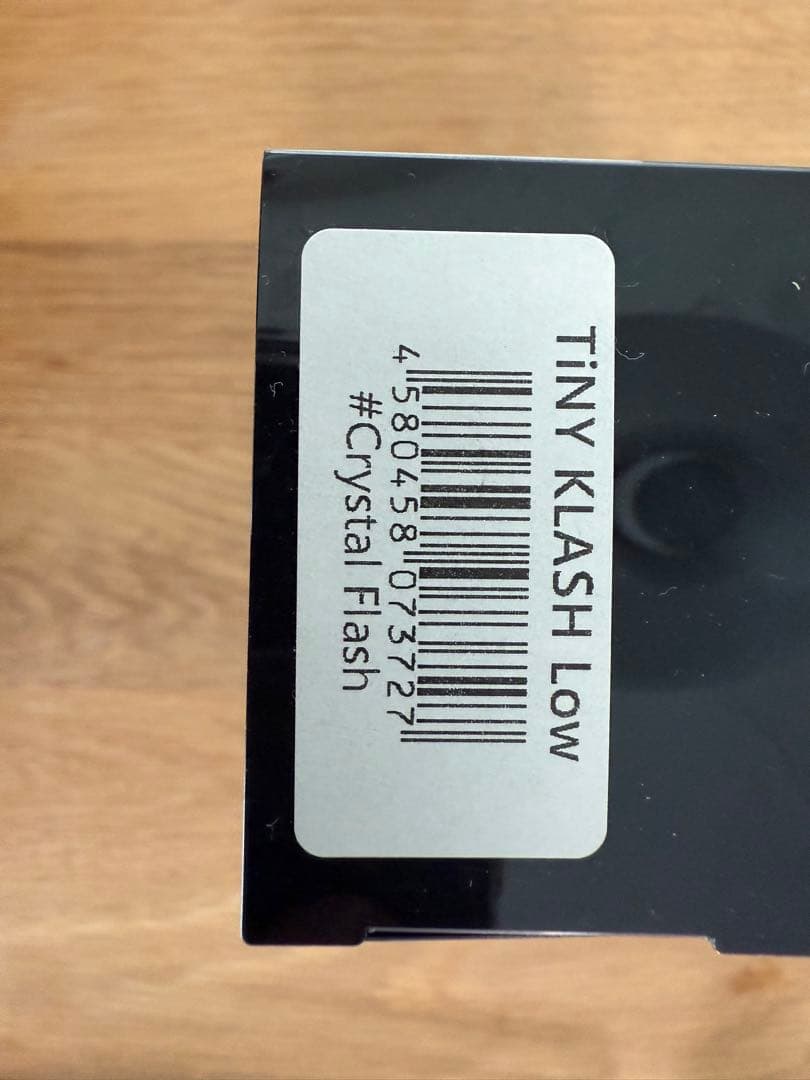 TiNY KLASH Low
4 580458 073727
#Crystal Flash